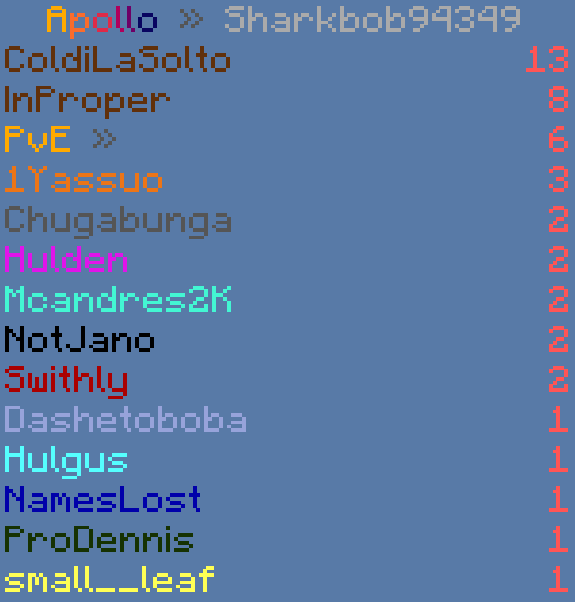 Apollo » Sharkbob94349
ColdiLaSolto 13
InProper 8
PvE » 6
1Yassuo 3
Chugabunga 2
Hulden 2
Mcandres2K 2
NotJano 2
Swithly 2
Dashetoboba 1
Hulgus 1
NamesLost 1
ProDennis 1
small__leaf 1